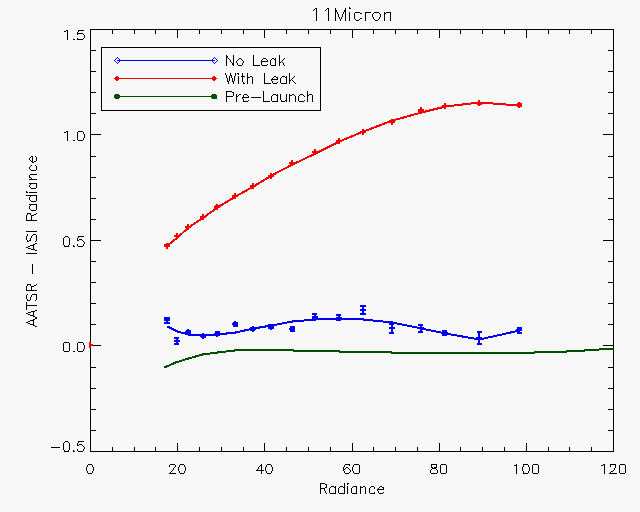 11Micron
1.5
No Leak
With Leak
Pre-Launch
1.0
0.5
0.0
-0.5
AATSR - IASI Radiance
0 20 40 60 80 100 120
Radiance